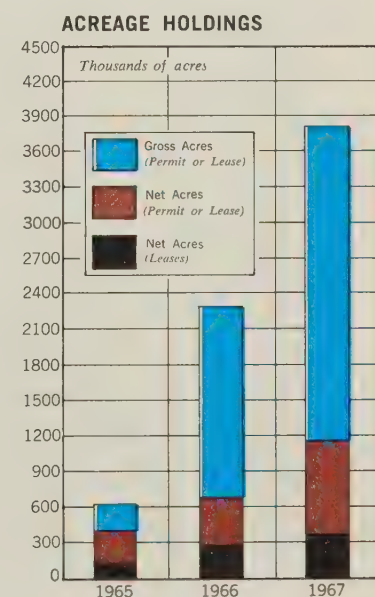 ACREAGE HOLDINGS
4500
Thousands of acres
4200
3900
Gross Acres
(Permit or Lease)
3600
3300
Net Acres
(Permit or Lease)
3000
Net Acres
(Leases)
2700
2400
2100
1800
1500
1200
900
600
300
0
1965 1966 1967